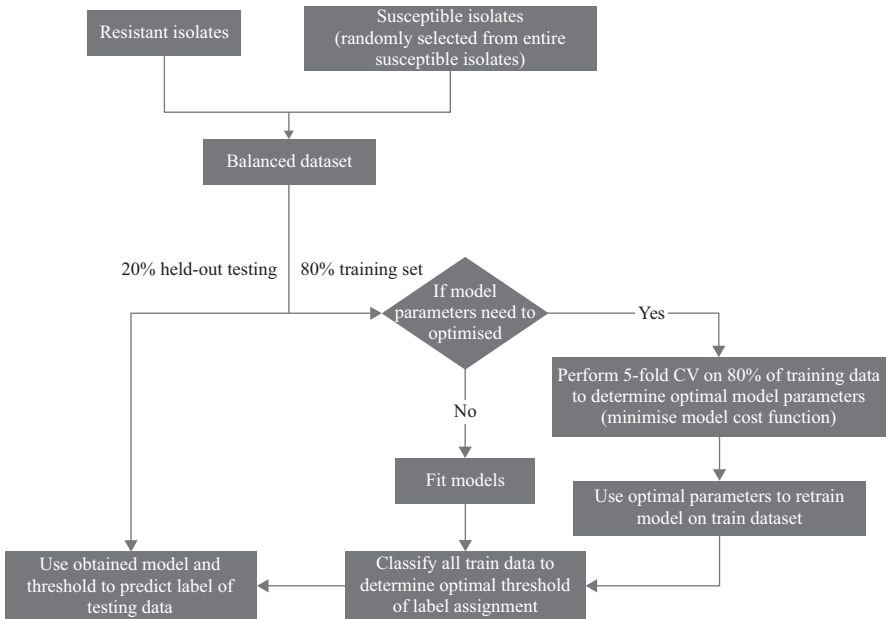 Resistant isolates
Susceptible isolates
(randomly selected from entire
susceptible isolates)
Balanced dataset
20% held-out testing
80% training set
If model
parameters need to
optimised
Yes
Perform 5-fold CV on 80% of training data
to determine optimal model parameters
(minimise model cost function)
No
Fit models
Use optimal parameters to retrain
model on train dataset
Use obtained model and
threshold to predict label of
testing data
Classify all train data to
determine optimal threshold
of label assignment